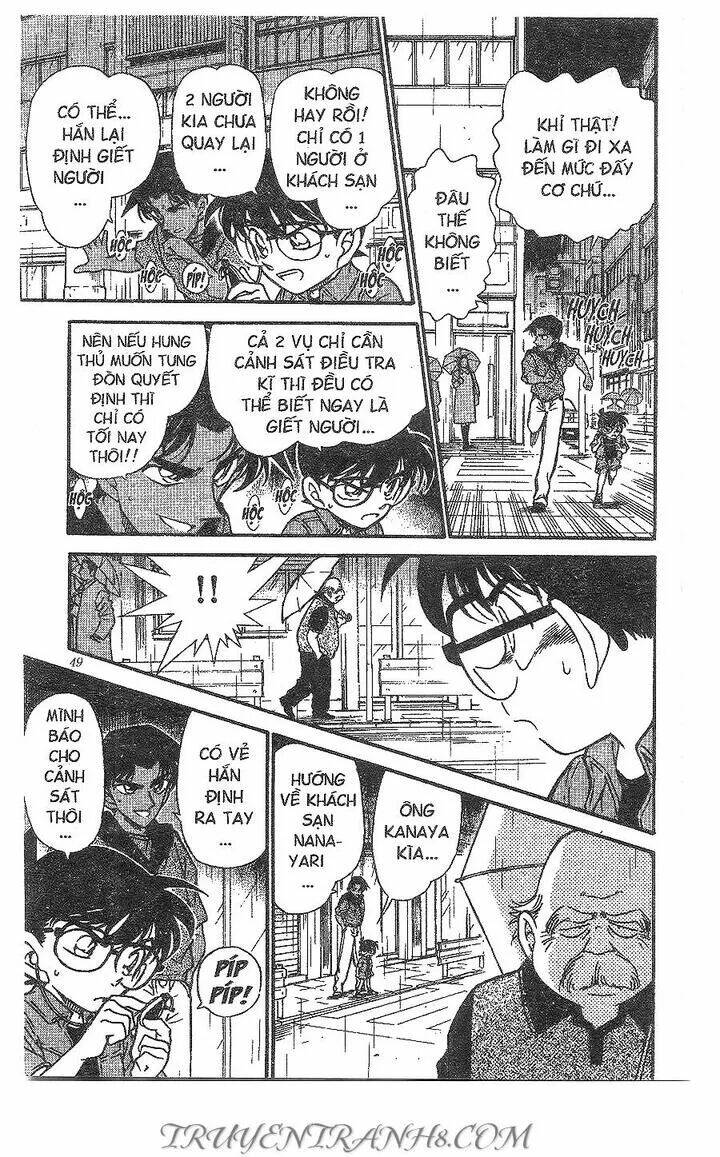 KHỈ THẬT!
LÀM GÌ ĐI XA
ĐẾN MỨC ĐẤY
CƠ CHỨ...
ĐÂU
THẾ
KHÔNG
BIẾT
...
HUỲCH
HUỲCH
HUỲCH
KHÔNG
HAY RỒI!
CHỈ CÓ 1
NGƯỜI Ở
KHÁCH SẠN
...
2 NGƯỜI
KIA CHƯA
QUAY LẠI
...
CÓ THỂ...
HẮN LẠI
ĐỊNH GIẾT
NGƯỜI
...
HỘC
HỘC
PÍP!
HỘC
HỘC
HỘC
CẢ 2 VỤ CHỈ CẦN
CẢNH SÁT ĐIỀU TRA
KĨ THÌ ĐỀU CÓ
THỂ BIẾT NGAY LÀ
GIẾT NGƯỜI...
NÊN NẾU HUNG
THỦ MUỐN TUNG
ĐÒN QUYẾT
ĐỊNH THÌ
CHỈ CÓ
TỐI NAY
THÔI!!
HỘC
HỘC
HỘC
!!
49
ÔNG
KANAYA
KÌA...
HƯỚNG
VỀ KHÁCH
SẠN
NANA-
YARI
...
CÓ VẺ
HẮN
ĐỊNH
RA TAY
...
MÌNH
BÁO
CHO
CẢNH
SÁT
THÔI
...
PÍP
PÍP!
TRUYENTRANH8.COM